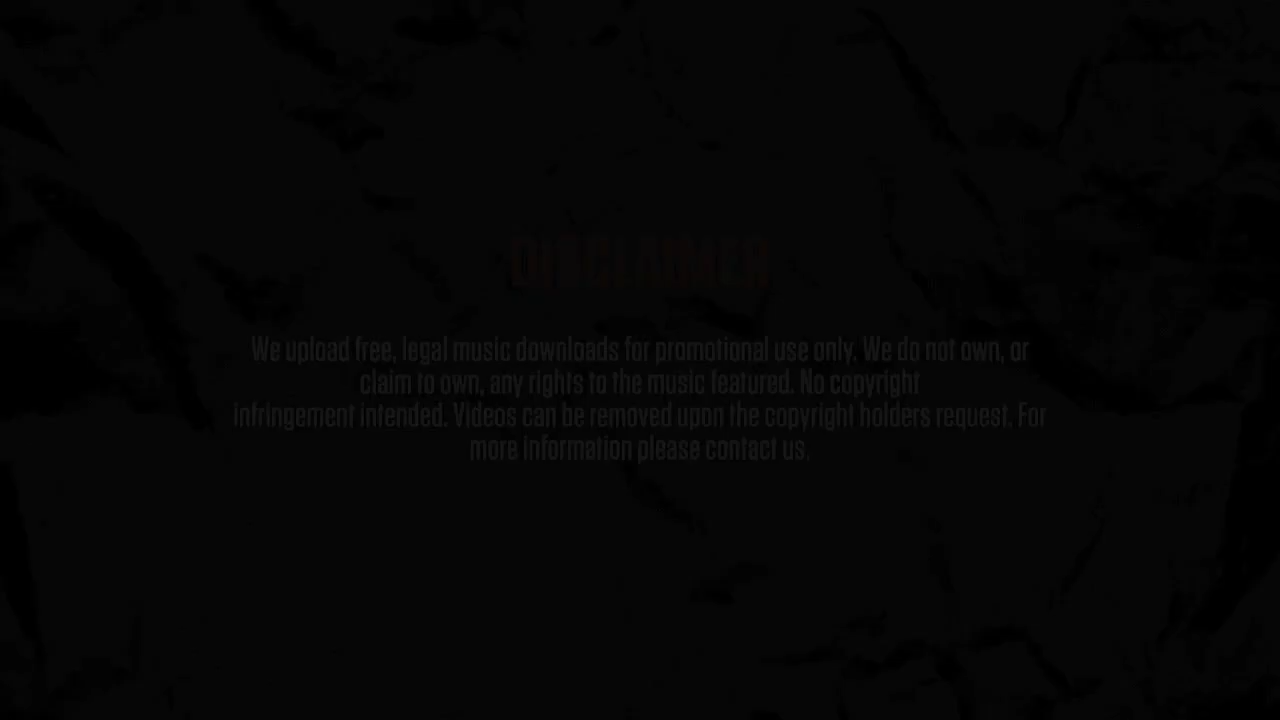 DISCLAIMER
We upload free, legal music downloads for promotional use only. We do not own, or
claim to own, any rights to the music featured. No copyright
infringement intended. Videos can be removed upon the copyright holders request. For
more information please contact us.